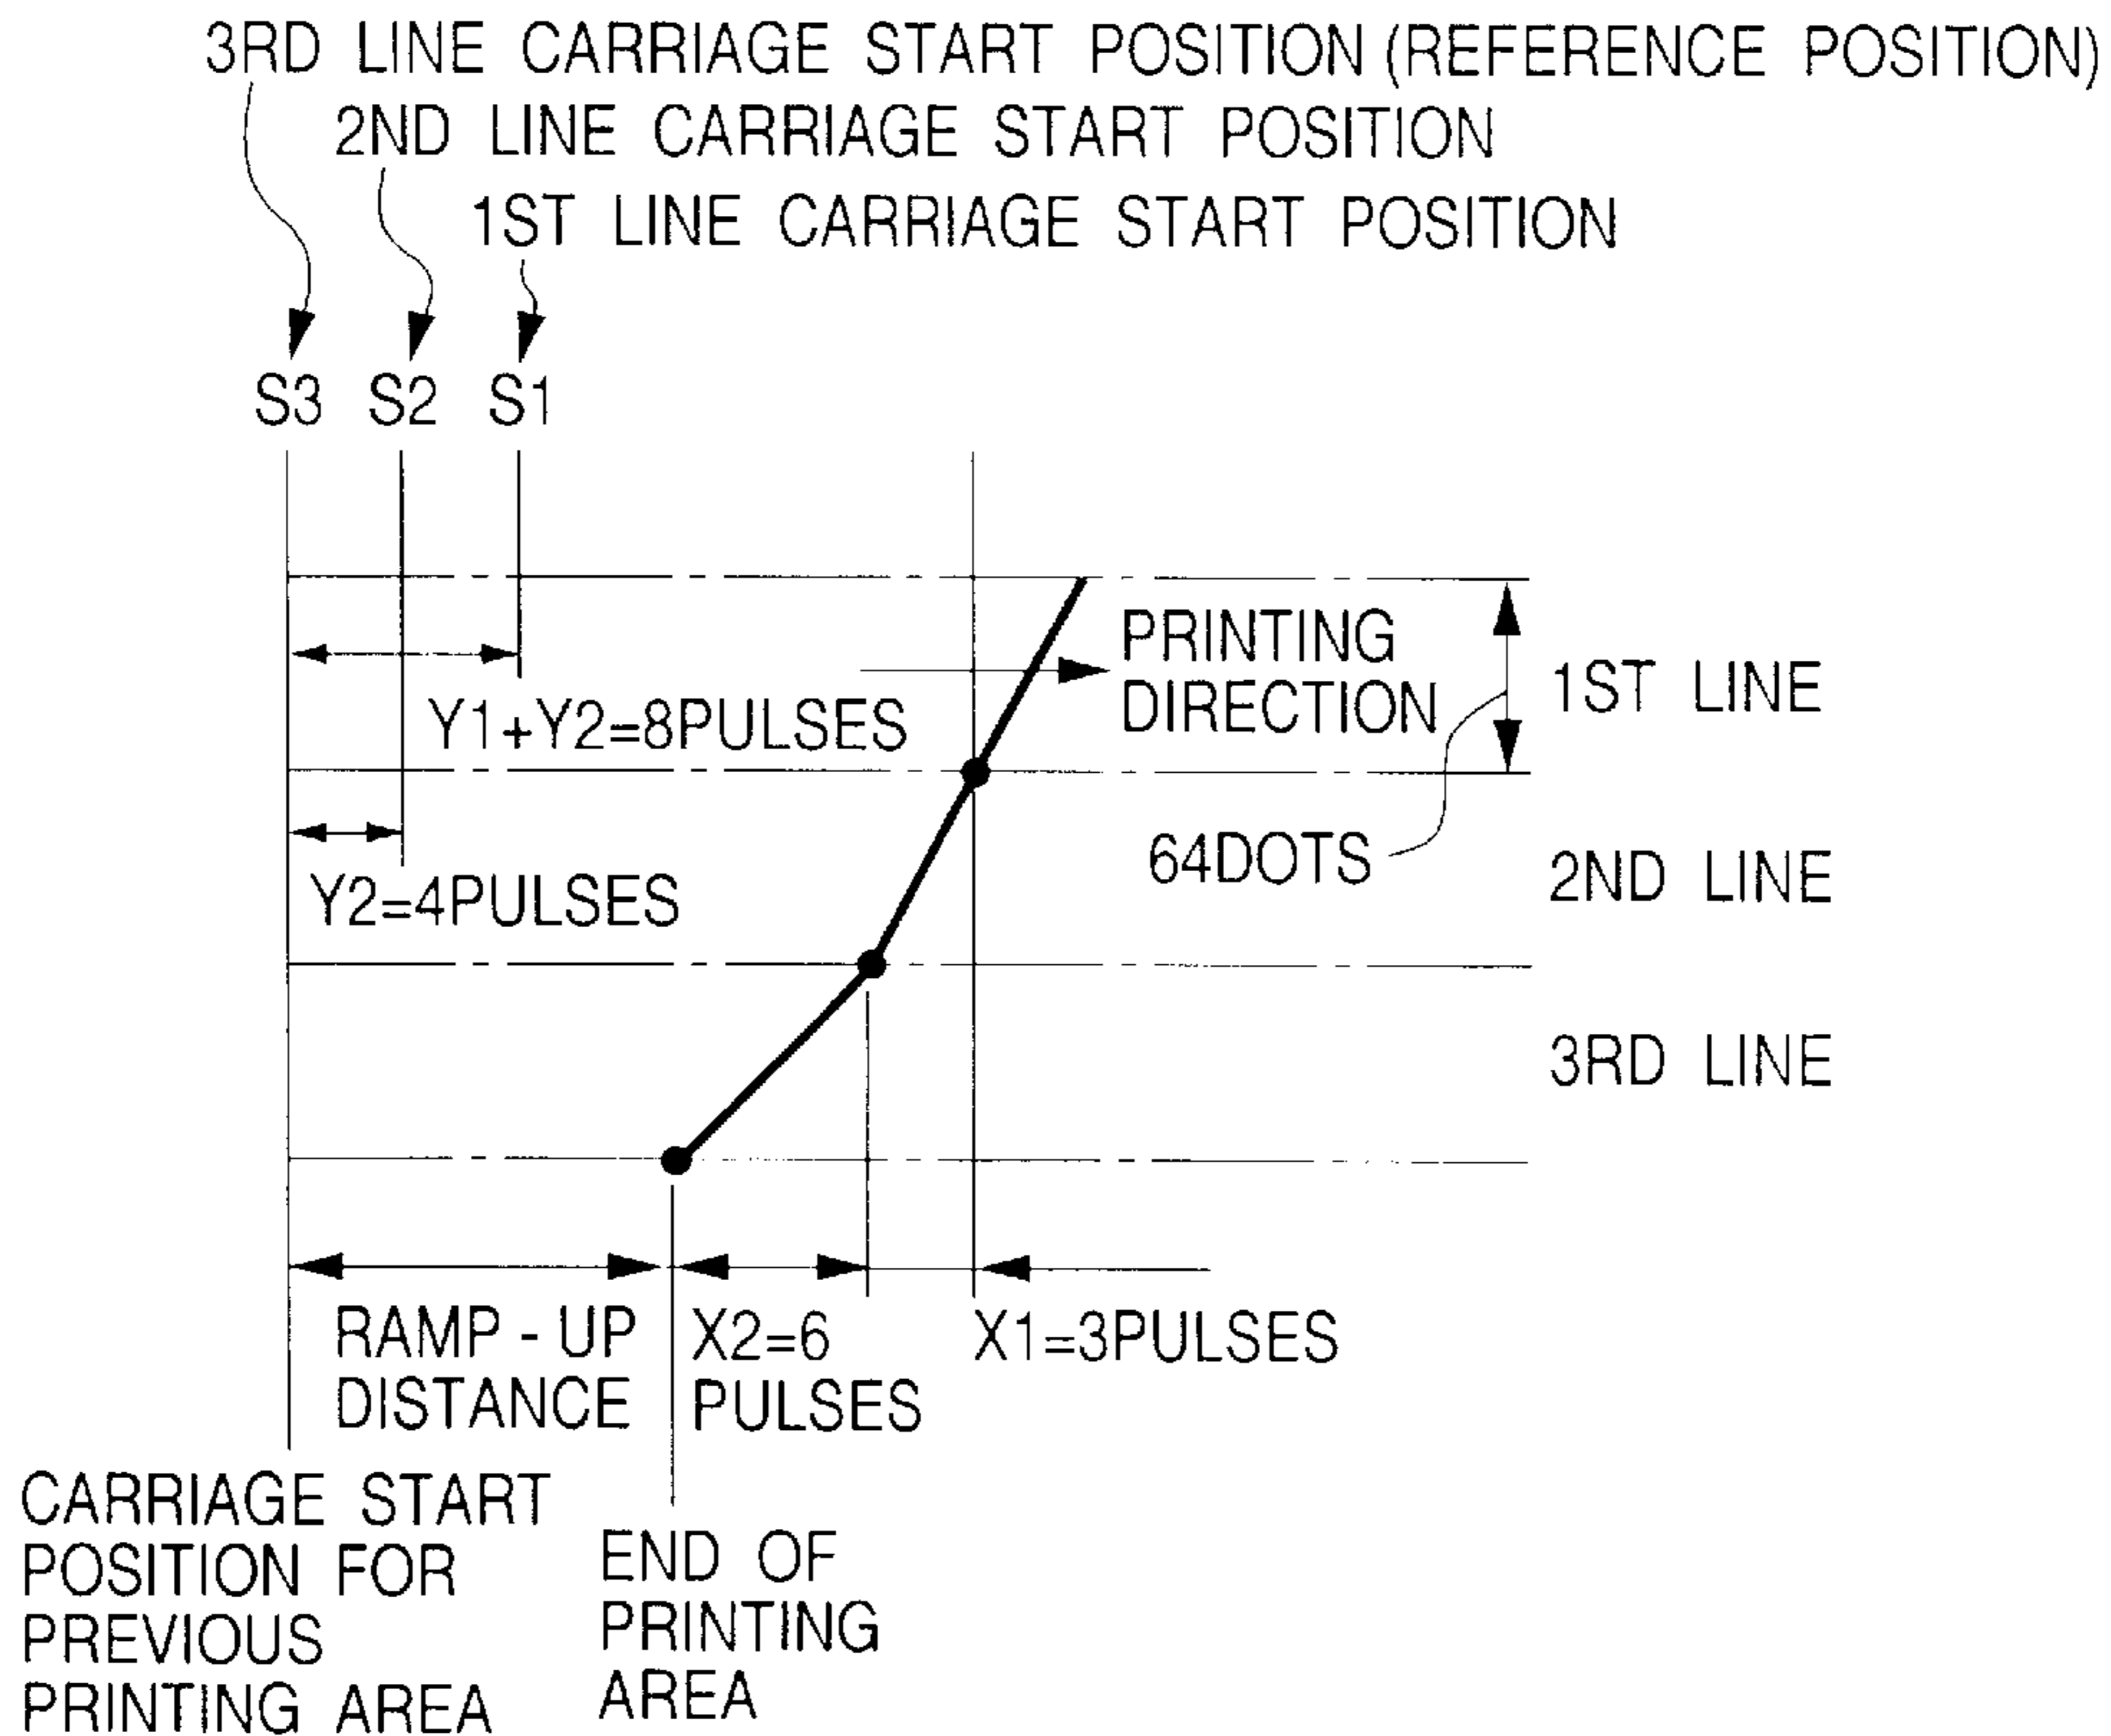 3RD LINE CARRIAGE START POSITION (REFERENCE POSITION)
2ND LINE CARRIAGE START POSITION
1ST LINE CARRIAGE START POSITION
S3 S2 S1
PRINTING
DIRECTION
1ST LINE
Y1+Y2=8PULSES
64DOTS
2ND LINE
Y2=4PULSES
3RD LINE
RAMP-UP
DISTANCE
X2=6
PULSES
X1=3PULSES
CARRIAGE START
POSITION FOR
PREVIOUS
PRINTING AREA
END OF
PRINTING
AREA